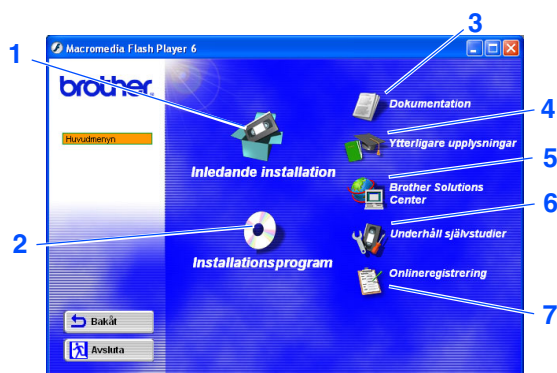 3
1
Macromedia Flash Player 6
brother.
Dokumentation
4
Huvudmenyn
Ytterligare upplysningar
5
Inledande installation
Brother Solutions
Center
6
2
Underhåll självstudier
Installationsprogram
Onlineregistrering
7
Bakåt
Avsluta